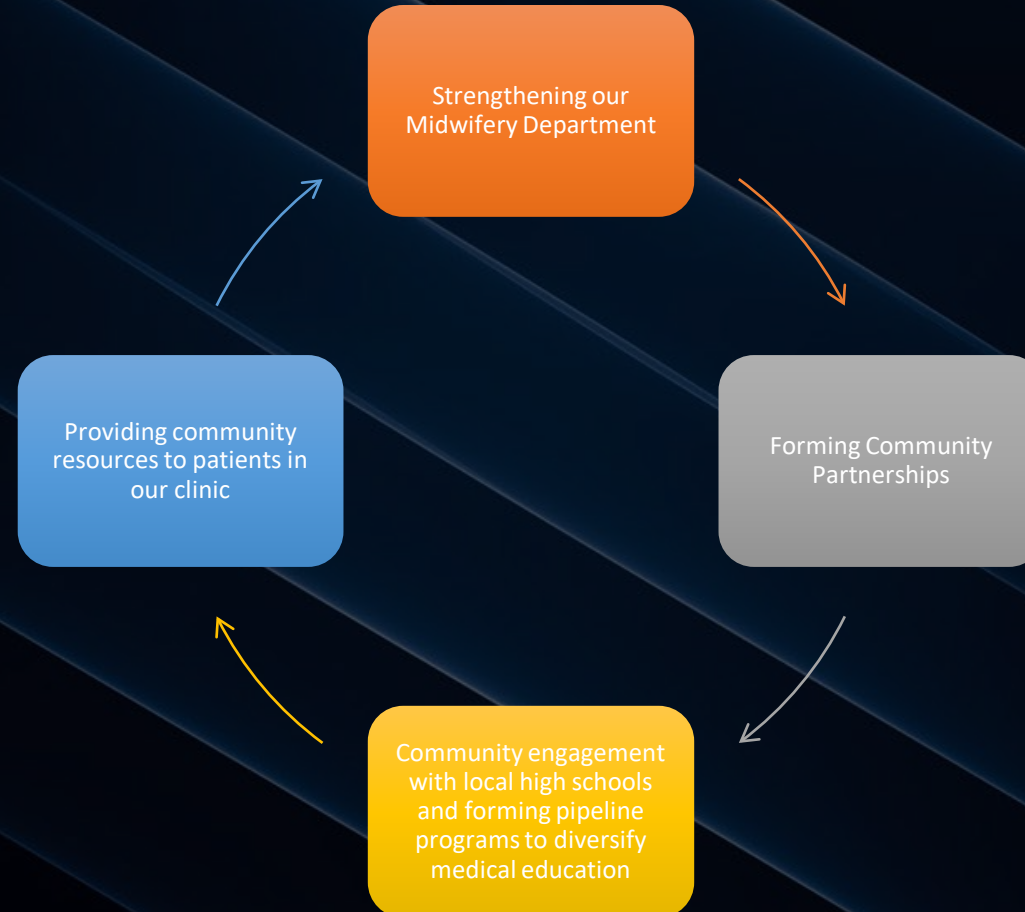 Strengthening our
Midwifery Department
Forming Community
Partnerships
Community engagement
with local high schools
and forming pipeline
programs to diversify
medical education
Providing community
resources to patients in
our clinic